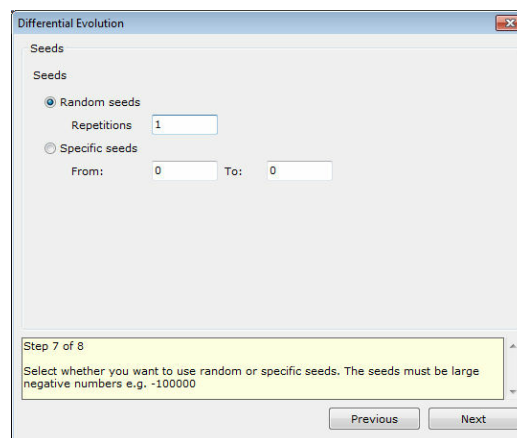 Differential Evolution
Seeds
Seeds
Random seeds
Repetitions 1
Specific seeds
From: 0 To: 0
Step 7 of 8
Select whether you want to use random or specific seeds. The seeds must be large
negative numbers e.g. -100000
Previous Next